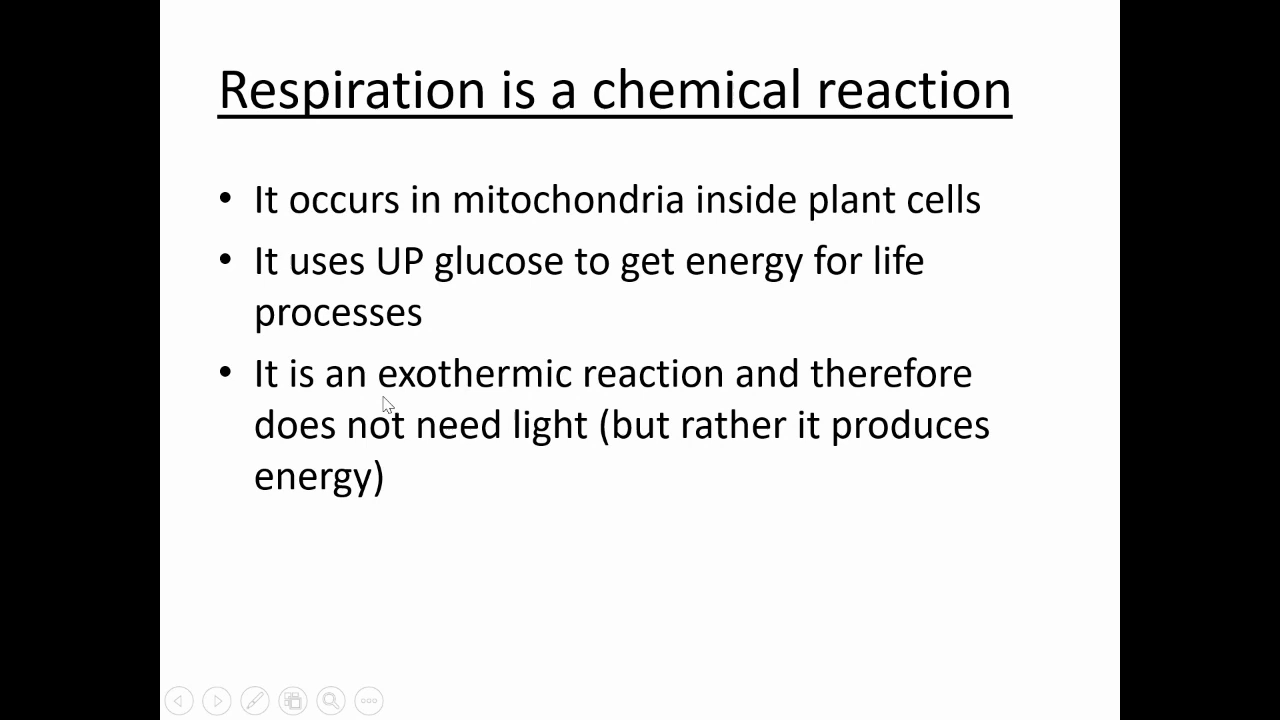 Respiration is a chemical reaction
• It occurs in mitochondria inside plant cells
• It uses UP glucose to get energy for life
processes
• It is an exothermic reaction and therefore
does not need light (but rather it produces
energy)